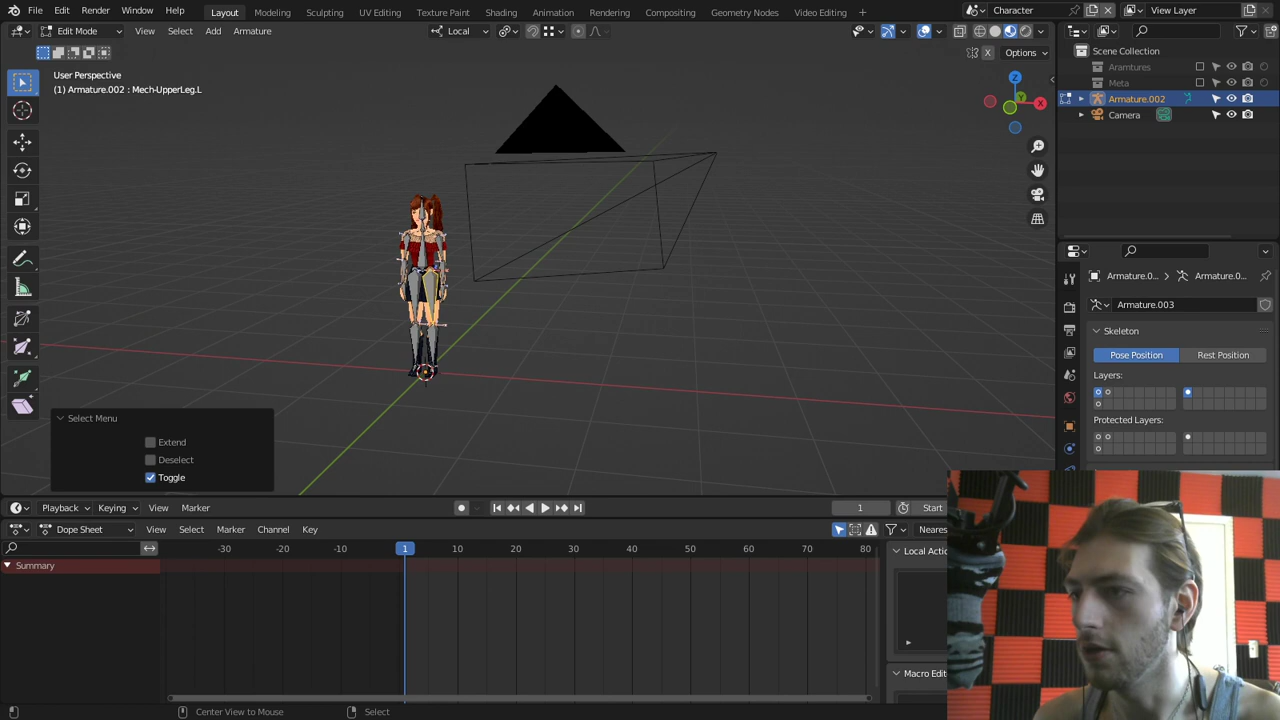 File Edit Render Window Help Layout Modeling Sculpting UV Editing Texture Paint Shading Animation Rendering Compositing Geometry Nodes Video Editing + Character View Layer
Edit Mode View Select Add Armature Local
X Options
User Perspective
(1) Armature.002 : Mech-UpperLeg.L
Z
Y
X
Select Menu
Extend
Deselect
Toggle
Scene Collection
Aramtures
Meta
Armature.002
Camera
Armature.0... Armature.0...
Armature.003
Skeleton
Pose Position Rest Position
Layers:
Protected Layers:
Playback Keying View Marker 1 Start
Dope Sheet View Select Marker Channel Key Nearest
-30 -20 -10 1 10 20 30 40 50 60 70 80
Summary
Local Actio
Macro Edit
Center View to Mouse Select